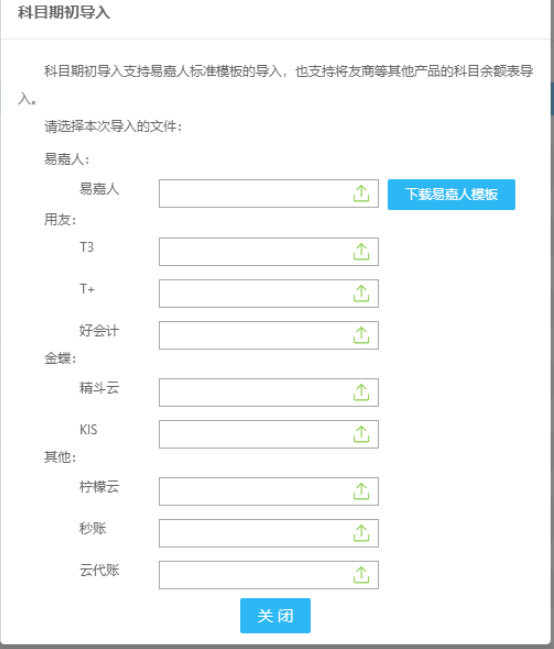 科目期初导入
科目期初导入支持易嘉人标准模板的导入，也支持将友商等其他产品的科目余额表导
入。
请选择本次导入的文件：
易嘉人：
易嘉人 下载易嘉人模板
用友：
T3
T+
好会计
金蝶：
精斗云
KIS
其他：
柠檬云
秒账
云代账
关 闭